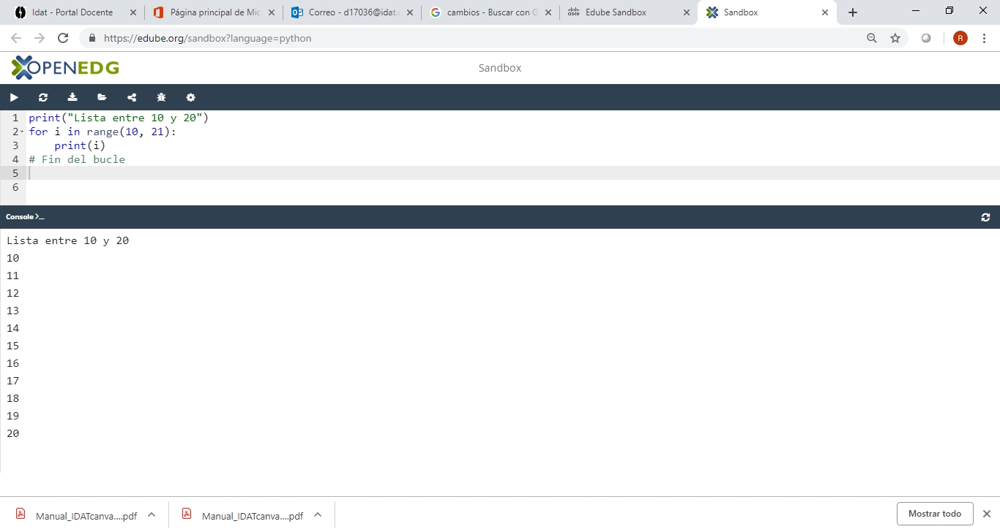 Idat - Portal Docente
Página principal de Mic
Correo - d17036@idat.e
cambios - Buscar con G
cisco Edube Sandbox
Sandbox
https://edube.org/sandbox?language=python
R
OPENEDG
Sandbox
1 print("Lista entre 10 y 20")
2 for i in range(10, 21):
3     print(i)
4 # Fin del bucle
5
6
Console >_
Lista entre 10 y 20
10
11
12
13
14
15
16
17
18
19
20
Manual_IDATcanva....pdf
Manual_IDATcanva....pdf
Mostrar todo